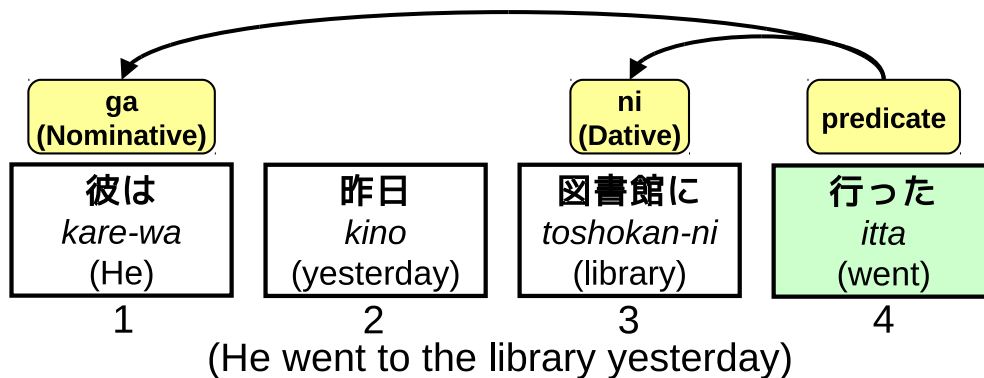 ga
(Nominative)
ni
(Dative)
predicate
彼は
kare-wa
(He)
1
昨日
kino
(yesterday)
2
図書館に
toshokan-ni
(library)
3
行った
itta
(went)
4
(He went to the library yesterday)